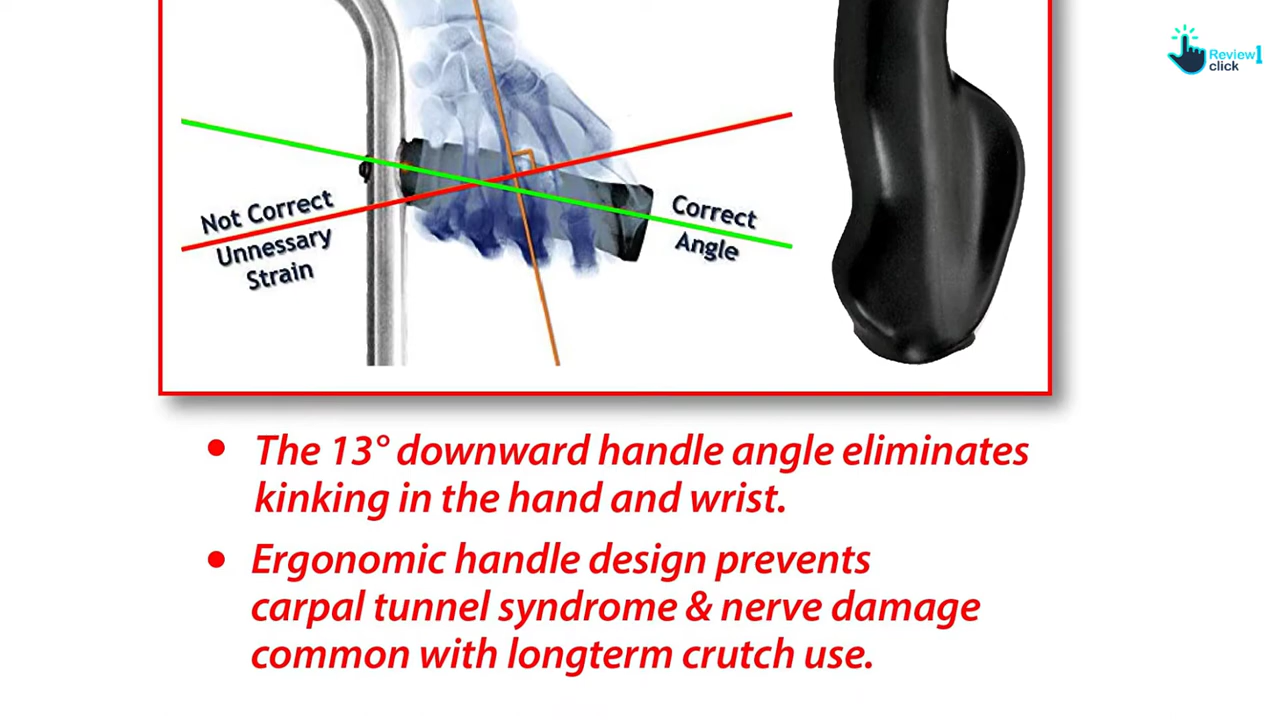 Review1
click
Not Correct
Unnessary
Strain
Correct
Angle
• The 13° downward handle angle eliminates
kinking in the hand and wrist.
• Ergonomic handle design prevents
carpal tunnel syndrome & nerve damage
common with longterm crutch use.